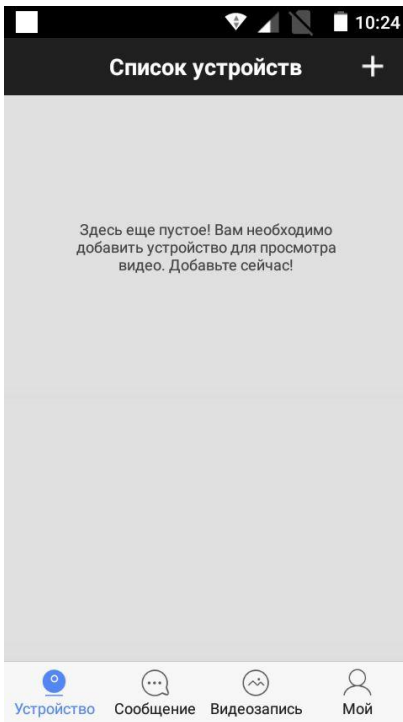 10:24
Список устройств
Здесь еще пустое! Вам необходимо
добавить устройство для просмотра
видео. Добавьте сейчас!
Устройство Сообщение Видеозапись Мой